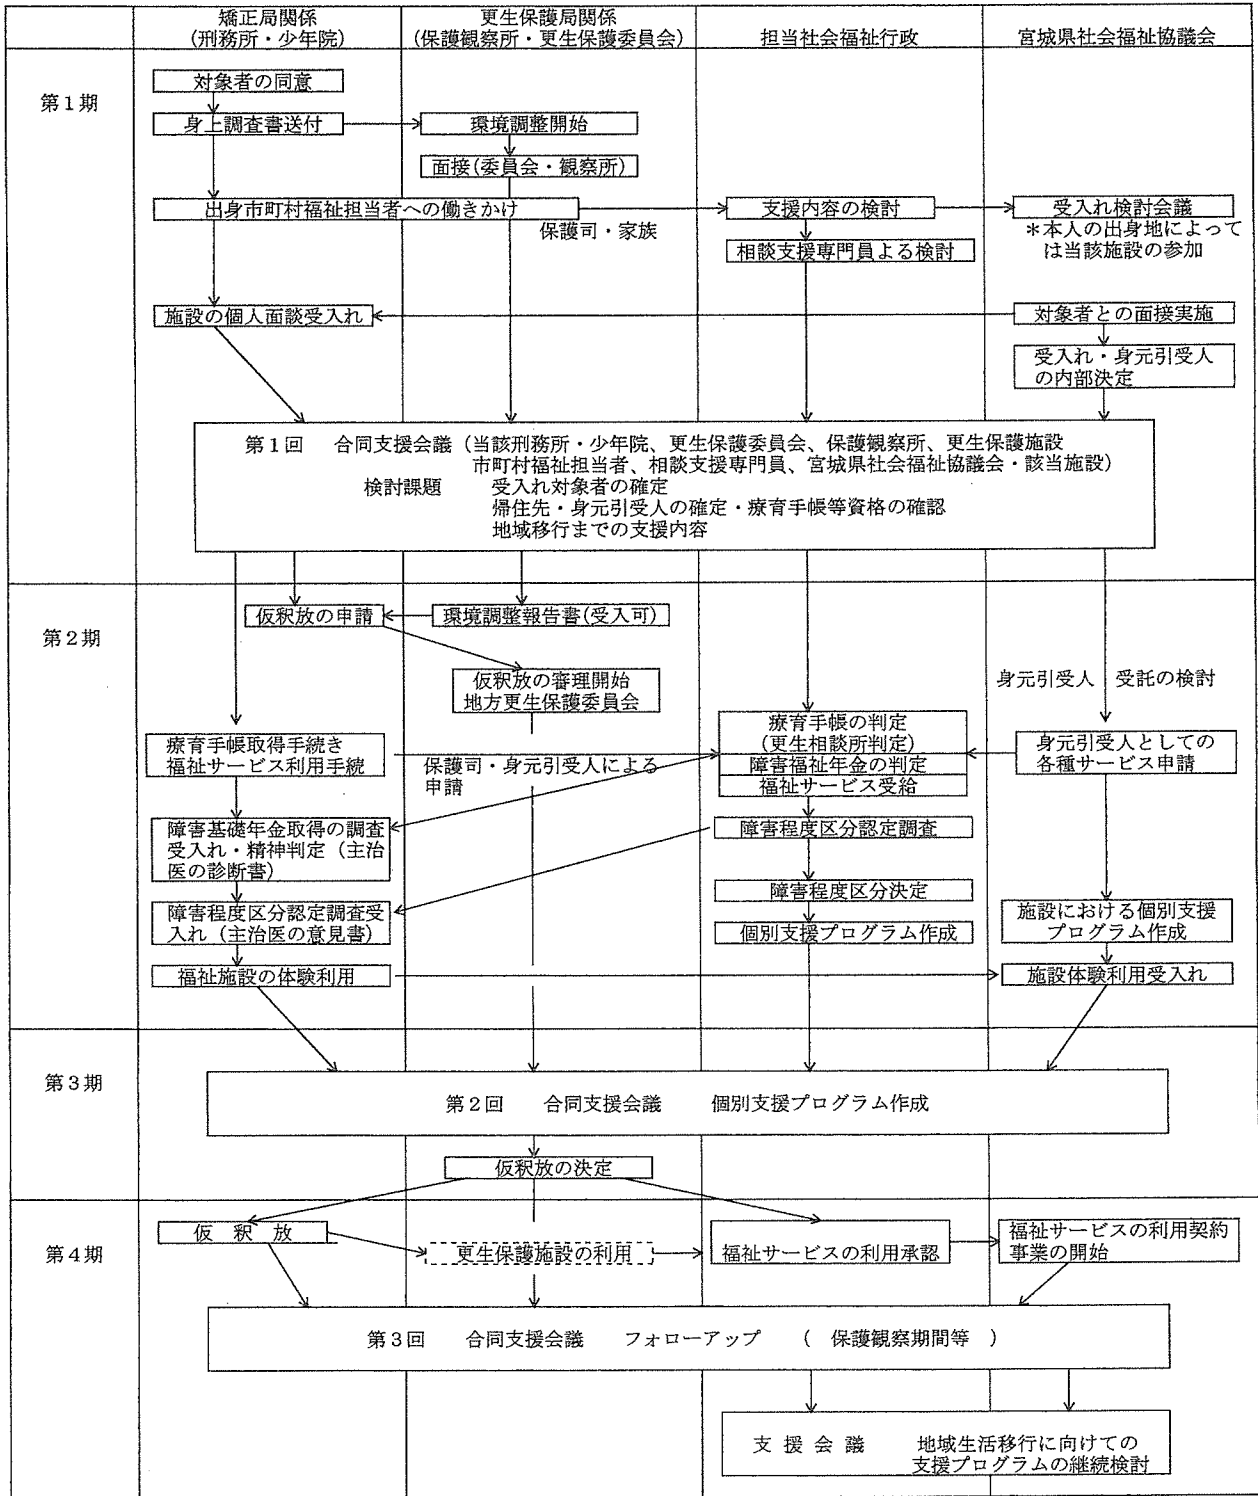 矯正局関係
(刑務所・少年院)
更生保護局関係
(保護観察所・更生保護委員会)
担当社会福祉行政
宮城県社会福祉協議会
第1期
対象者の同意
身上調査書送付
環境調整開始
面接(委員会・観察所)
出身市町村福祉担当者への働きかけ
保護司・家族
支援内容の検討
受入れ検討会議
*本人の出身地によって
は当該施設の参加
相談支援専門員よる検討
施設の個人面談受入れ
対象者との面接実施
受入れ・身元引受人
の内部決定
第1回 合同支援会議(当該刑務所・少年院、更生保護委員会、保護観察所、更生保護施設
市町村福祉担当者、相談支援専門員、宮城県社会福祉協議会・該当施設)
検討課題 受入れ対象者の確定
帰住先・身元引受人の確定・療育手帳等資格の確認
地域移行までの支援内容
第2期
仮釈放の申請
環境調整報告書(受入可)
仮釈放の審理開始
地方更生保護委員会
身元引受人 受託の検討
療育手帳取得手続き
福祉サービス利用手続
保護司・身元引受人による
申請
療育手帳の判定
(更生相談所判定)
障害福祉年金の判定
福祉サービス受給
身元引受人としての
各種サービス申請
障害基礎年金取得の調査
受入れ・精神判定(主治
医の診断書)
障害程度区分認定調査
障害程度区分決定
障害程度区分認定調査受
入れ(主治医の意見書)
個別支援プログラム作成
施設における個別支援
プログラム作成
福祉施設の体験利用
施設体験利用受入れ
第3期
第2回 合同支援会議 個別支援プログラム作成
仮釈放の決定
第4期
仮 釈 放
更生保護施設の利用
福祉サービスの利用承認
福祉サービスの利用契約
事業の開始
第3回 合同支援会議 フォローアップ ( 保護観察期間等 )
支 援 会 議 地域生活移行に向けての
支援プログラムの継続検討